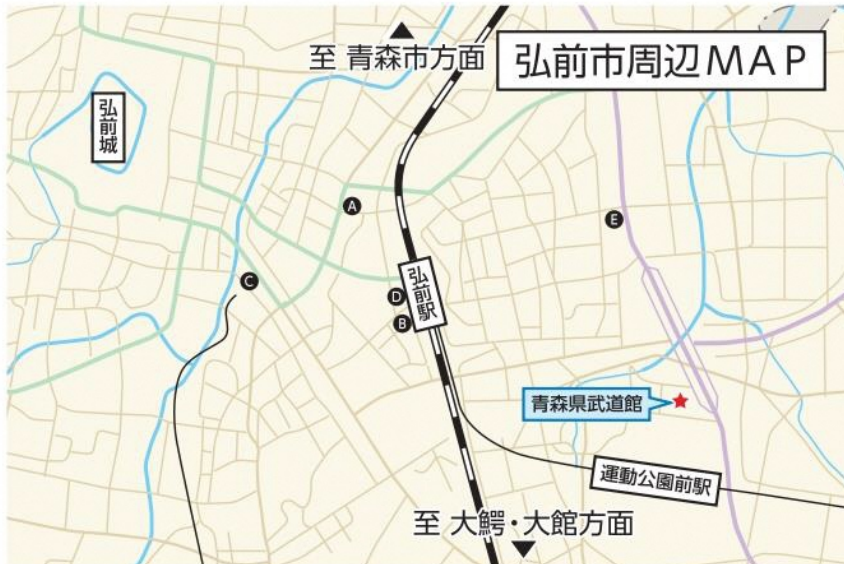 至 青森市方面
弘前市周辺MAP
弘前城
A
E
C
弘前駅
D
B
青森県武道館
運動公園前駅
至 大鰐・大館方面